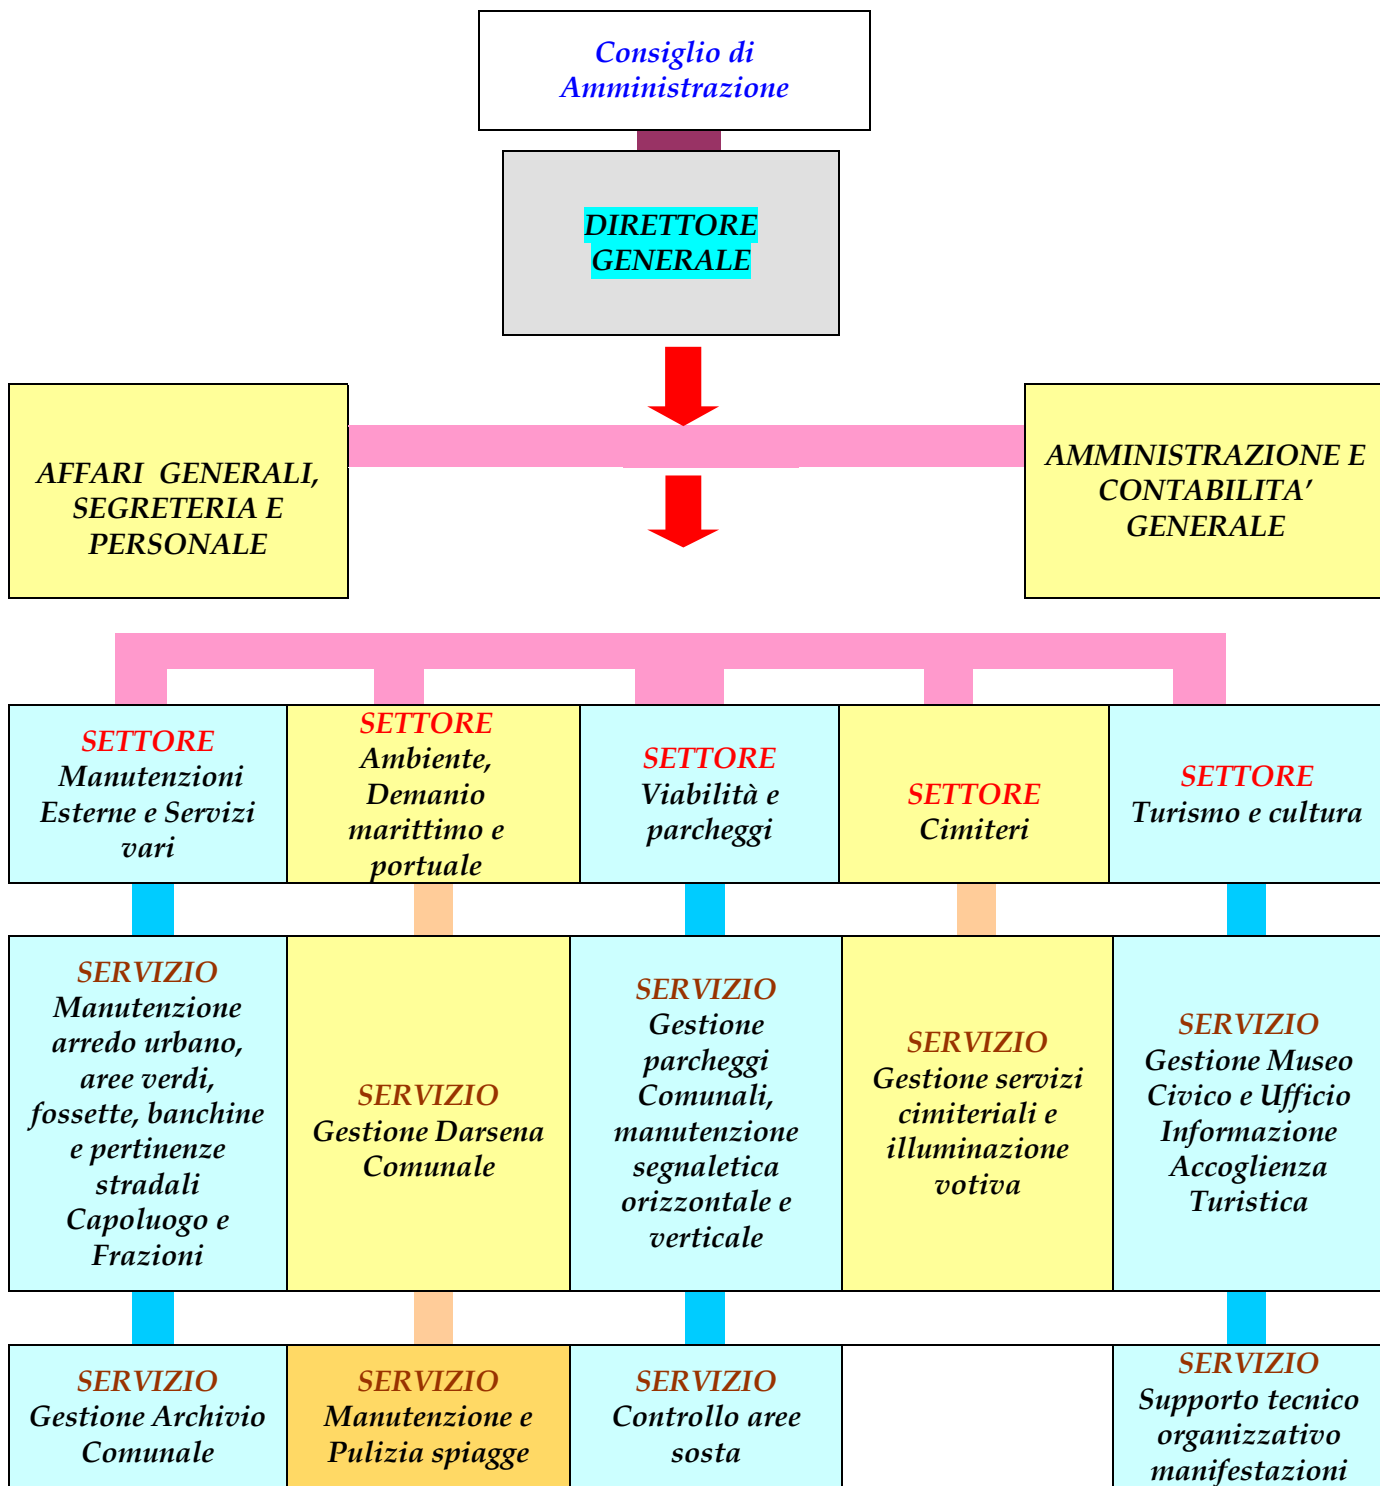 Consiglio di
Amministrazione
DIRETTORE
GENERALE
AFFARI GENERALI,
SEGRETERIA E
PERSONALE
AMMINISTRAZIONE E
CONTABILITA’
GENERALE
SETTORE
Manutenzioni
Esterne e Servizi
vari
SETTORE
Ambiente,
Demanio
marittimo e
portuale
SETTORE
Viabilità e
parcheggi
SETTORE
Cimiteri
SETTORE
Turismo e cultura
SERVIZIO
Manutenzione
arredo urbano,
aree verdi,
fossette, banchine
e pertinenze
stradali
Capoluogo e
Frazioni
SERVIZIO
Gestione Darsena
Comunale
SERVIZIO
Gestione
parcheggi
Comunali,
manutenzione
segnaletica
orizzontale e
verticale
SERVIZIO
Gestione servizi
cimiteriali e
illuminazione
votiva
SERVIZIO
Gestione Museo
Civico e Ufficio
Informazione
Accoglienza
Turistica
SERVIZIO
Gestione Archivio
Comunale
SERVIZIO
Manutenzione e
Pulizia spiagge
SERVIZIO
Controllo aree
sosta
SERVIZIO
Supporto tecnico
organizzativo
manifestazioni